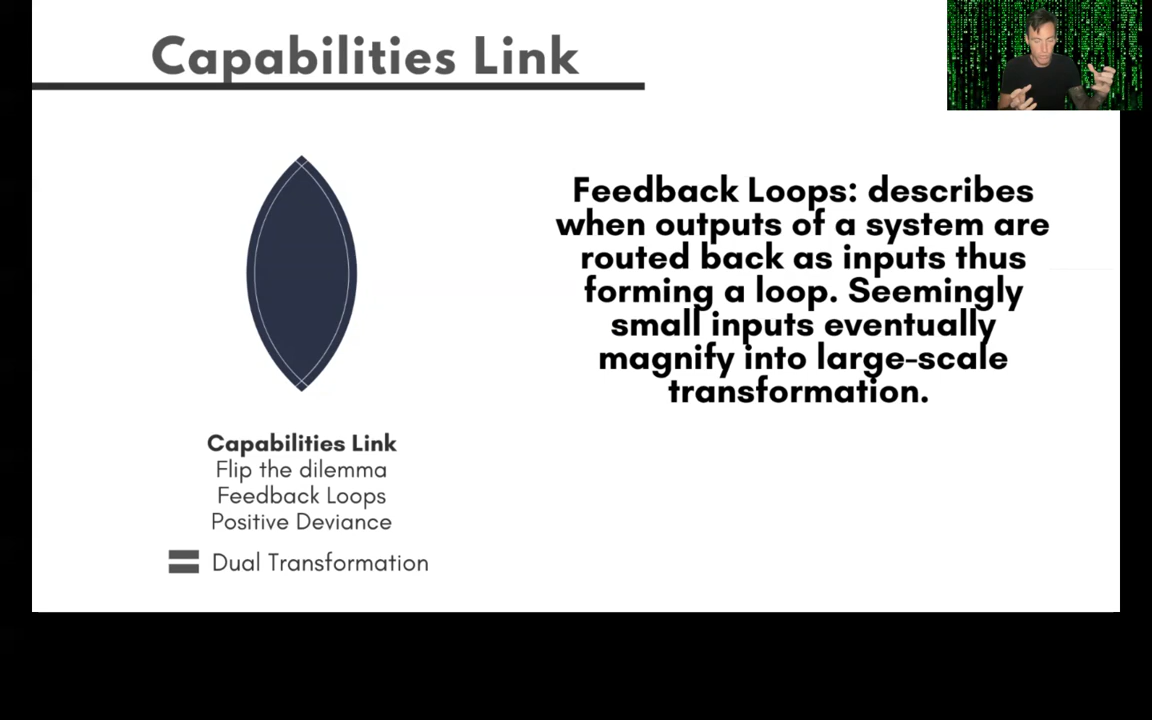 Capabilities Link
Feedback Loops: describes
when outputs of a system are
routed back as inputs thus
forming a loop. Seemingly
small inputs eventually
magnify into large-scale
transformation.
Capabilities Link
Flip the dilemma
Feedback Loops
Positive Deviance
Dual Transformation